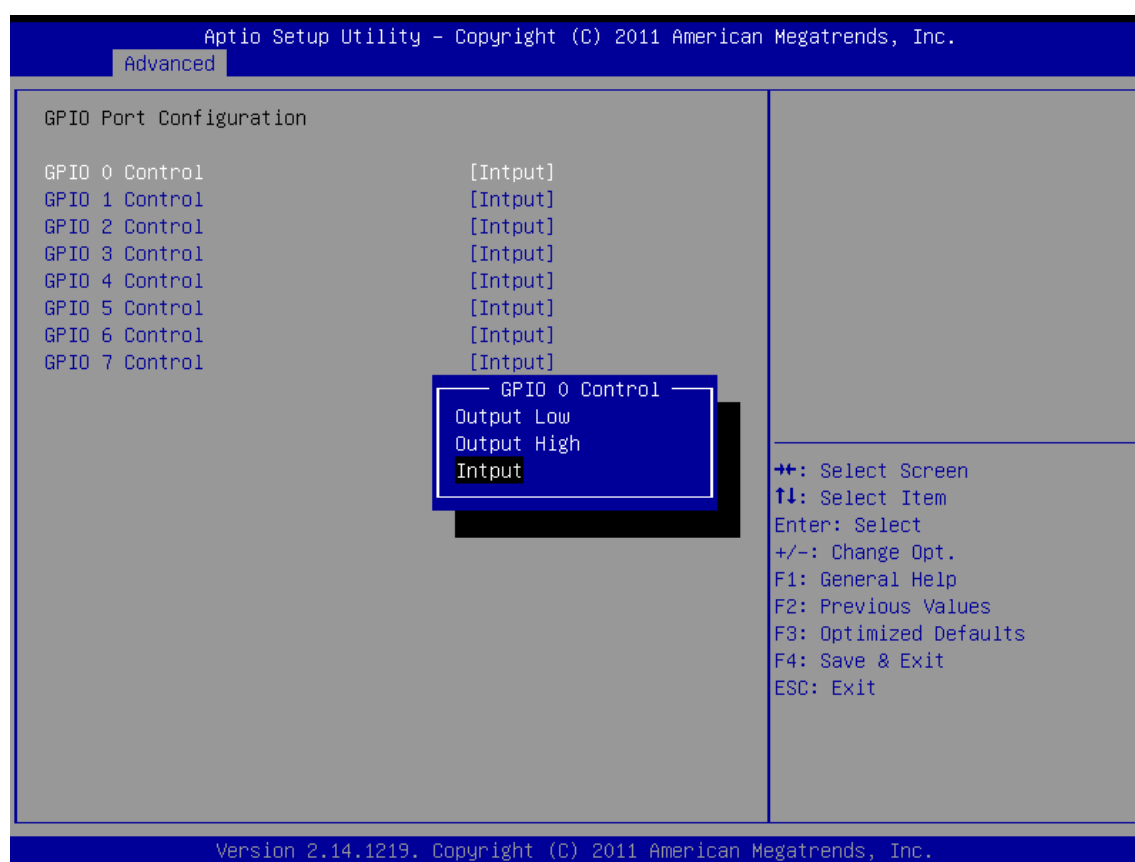 Aptio Setup Utility – Copyright (C) 2011 American Megatrends, Inc.
Advanced
GPIO Port Configuration
GPIO 0 Control [Intput]
GPIO 1 Control [Intput]
GPIO 2 Control [Intput]
GPIO 3 Control [Intput]
GPIO 4 Control [Intput]
GPIO 5 Control [Intput]
GPIO 6 Control [Intput]
GPIO 7 Control [Intput]
GPIO 0 Control
Output Low
Output High
Intput
→←: Select Screen
↑↓: Select Item
Enter: Select
+/-: Change Opt.
F1: General Help
F2: Previous Values
F3: Optimized Defaults
F4: Save & Exit
ESC: Exit
Version 2.14.1219. Copyright (C) 2011 American Megatrends, Inc.